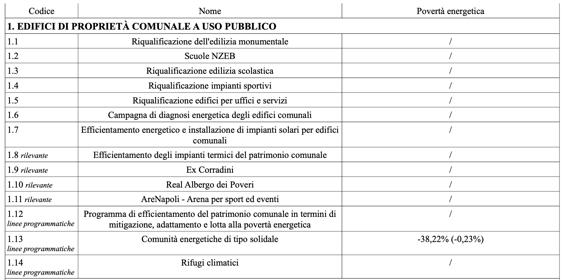 Codice Nome Povertà energetica
1. EDIFICI DI PROPRIETÀ COMUNALE A USO PUBBLICO
1.1 Riqualificazione dell'edilizia monumentale /
1.2 Scuole NZEB /
1.3 Riqualificazione edilizia scolastica /
1.4 Riqualificazione impianti sportivi /
1.5 Riqualificazione edifici per uffici e servizi /
1.6 Campagna di diagnosi energetica degli edifici comunali /
1.7 Efficientamento energetico e installazione di impianti solari per edifici /
comunali
1.8 rilevante Efficientamento degli impianti termici del patrimonio comunale /
1.9 rilevante Ex Corradini /
1.10 rilevante Real Albergo dei Poveri /
1.11 rilevante AreNapoli - Arena per sport ed eventi /
1.12 Programma di efficientamento del patrimonio comunale in termini di /
linee programmatiche mitigazione, adattamento e lotta alla povertà energetica
1.13 Comunità energetiche di tipo solidale -38,22% (-0,23%)
linee programmatiche
1.14 Rifugi climatici /
linee programmatiche